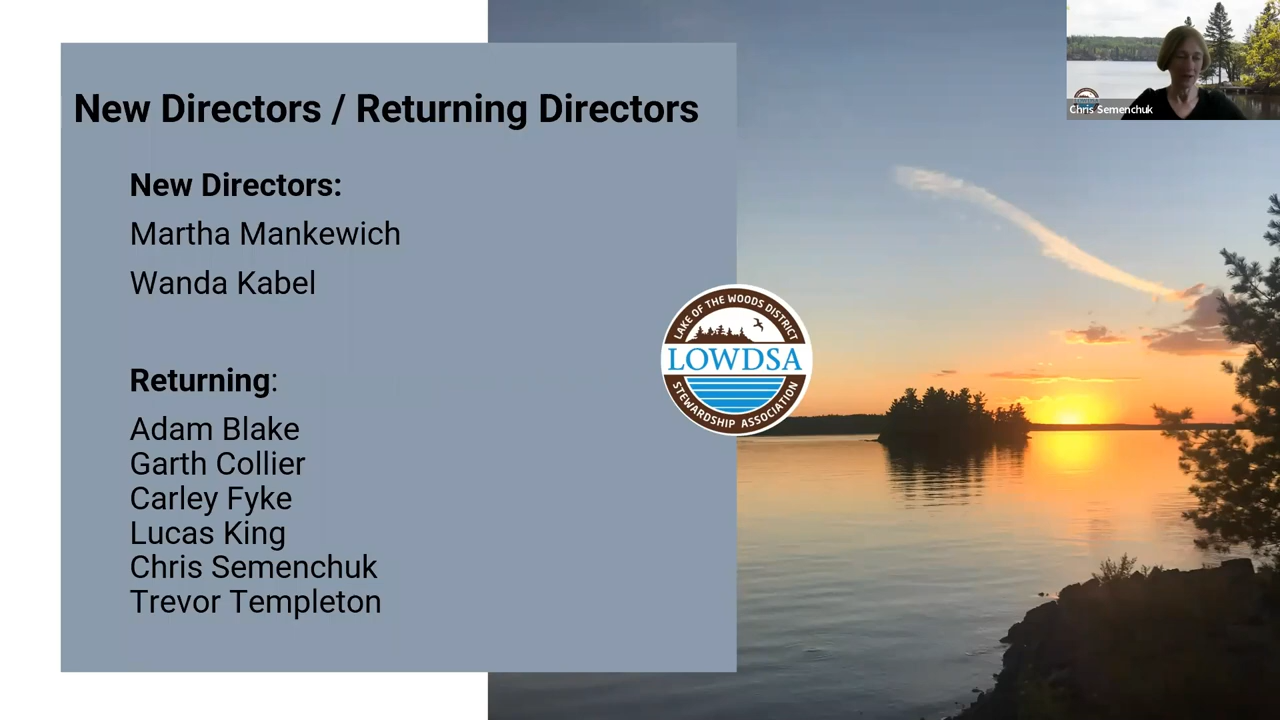 New Directors / Returning Directors
New Directors:
Martha Mankewich
Wanda Kabel
Returning:
Adam Blake
Garth Collier
Carley Fyke
Lucas King
Chris Semenchuk
Trevor Templeton
LAKE OF THE WOODS DISTRICT
LOWDSA
STEWARDSHIP ASSOCIATION
Chris Semenchuk